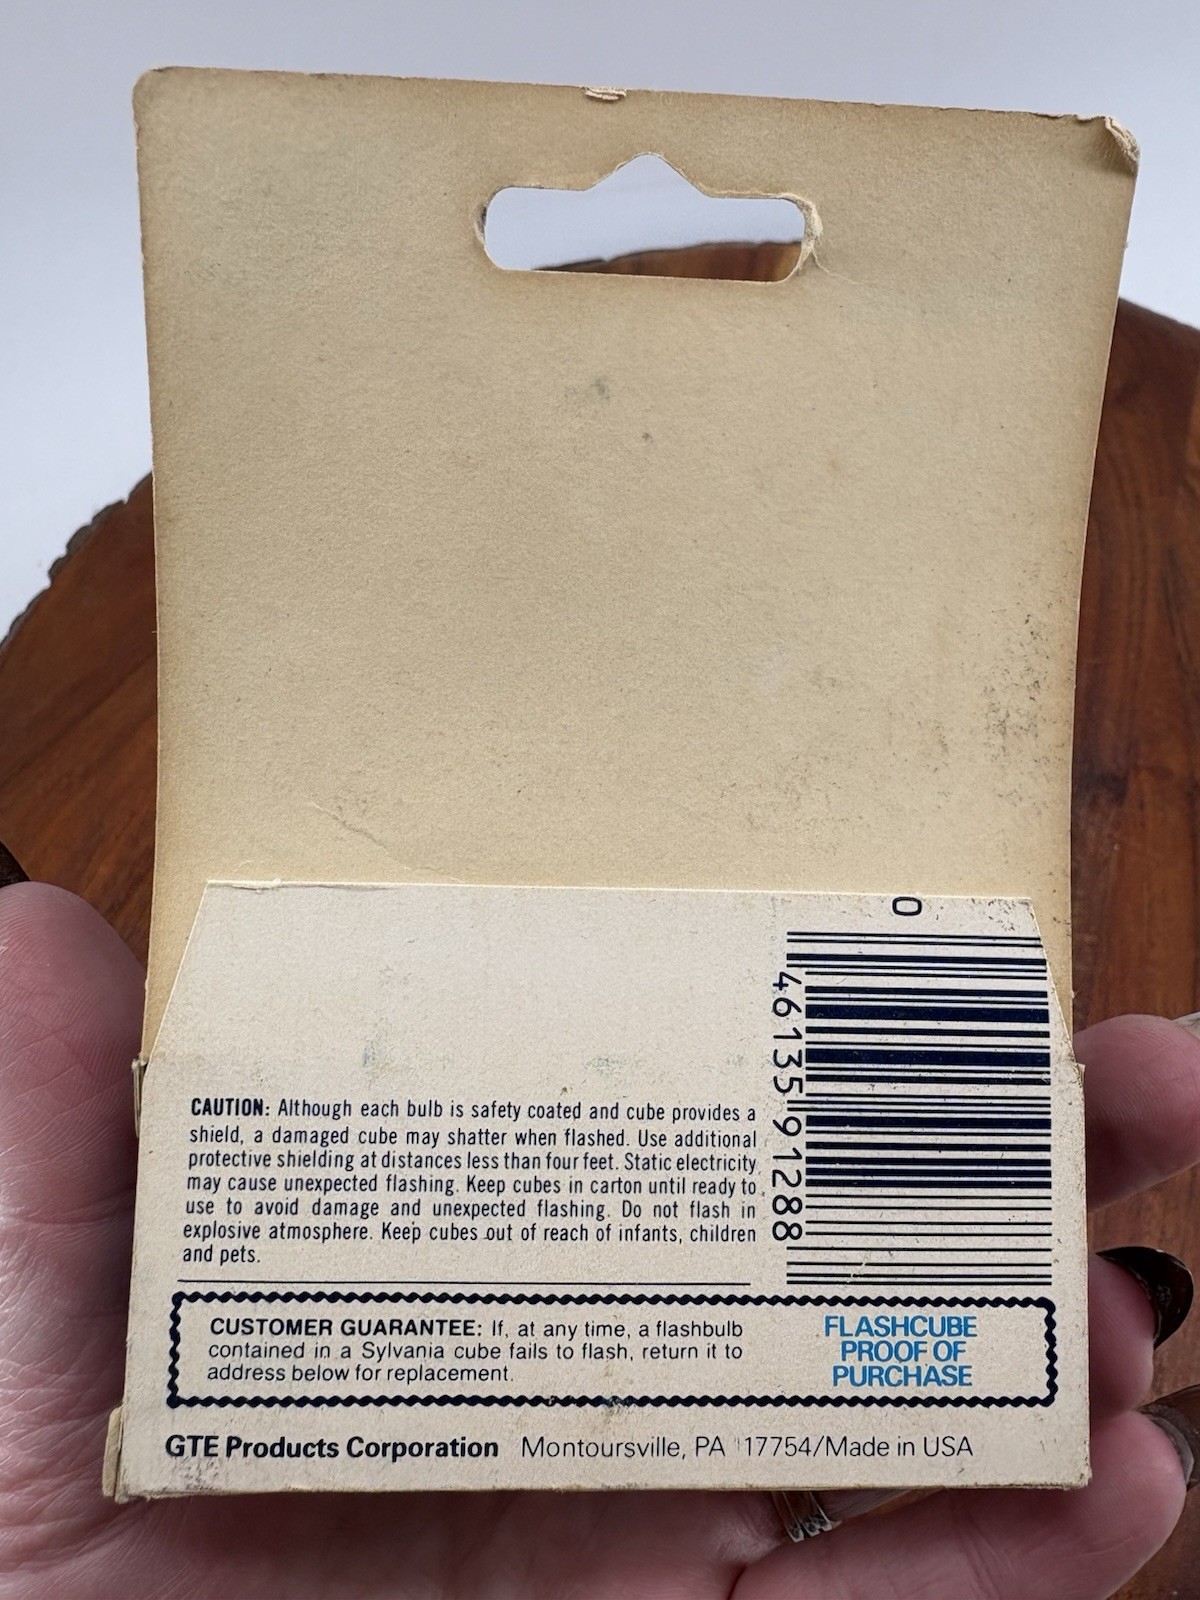 0
46135 91288
CAUTION: Although each bulb is safety coated and cube provides a
shield, a damaged cube may shatter when flashed. Use additional
protective shielding at distances less than four feet. Static electricity
may cause unexpected flashing. Keep cubes in carton until ready to
use to avoid damage and unexpected flashing. Do not flash in
explosive atmosphere. Keep cubes out of reach of infants, children
and pets.
CUSTOMER GUARANTEE: If, at any time, a flashbulb
contained in a Sylvania cube fails to flash, return it to
address below for replacement.
FLASHCUBE
PROOF OF
PURCHASE
GTE Products Corporation Montoursville, PA 17754/Made in USA